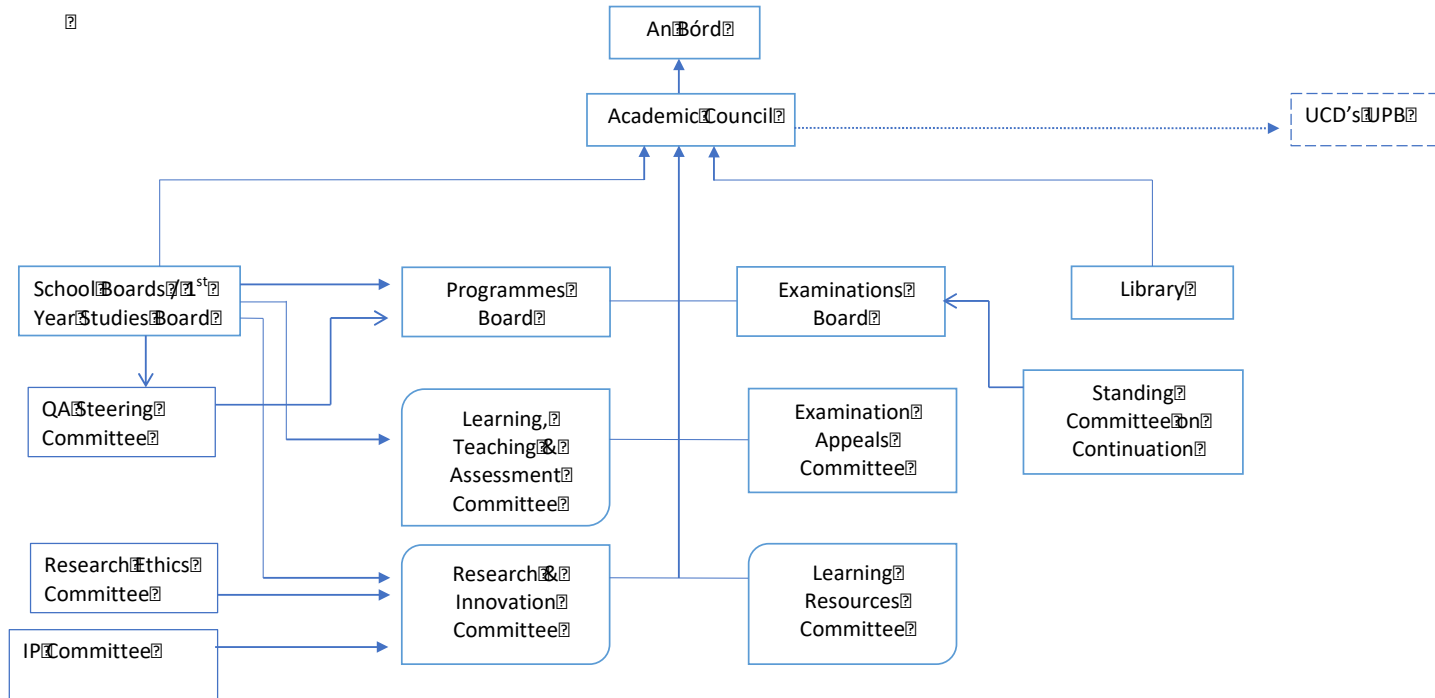 An Bórd
Academic Council
UCD's UPB
School Boards / 1st
Year Studies Board
Programmes
Board
Examinations
Board
Library
QA Steering
Committee
Learning,
Teaching &
Assessment
Committee
Examination
Appeals
Committee
Standing
Committee on
Continuation
Research Ethics
Committee
Research &
Innovation
Committee
Learning
Resources
Committee
IP Committee